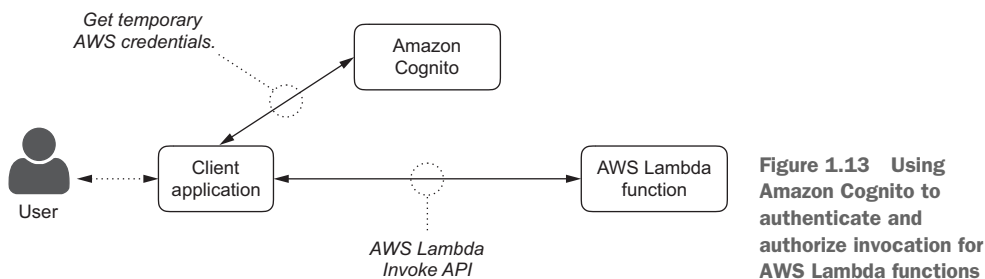 Get temporary
AWS credentials.
Amazon
Cognito
User
Client
application
AWS Lambda
function
AWS Lambda
Invoke API
Figure 1.13 Using
Amazon Cognito to
authenticate and
authorize invocation for
AWS Lambda functions